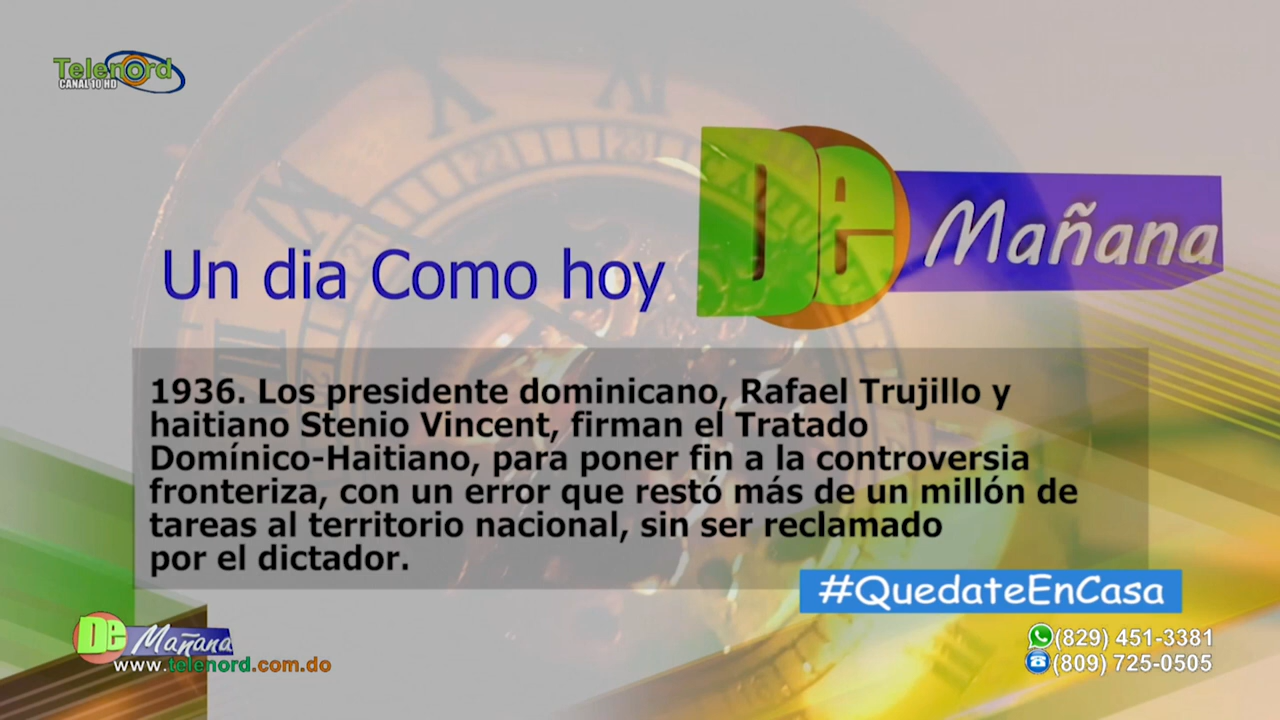 Telenord
CANAL 10 HD
De Mañana
Un dia Como hoy
1936. Los presidente dominicano, Rafael Trujillo y
haitiano Stenio Vincent, firman el Tratado
Domínico-Haitiano, para poner fin a la controversia
fronteriza, con un error que restó más de un millón de
tareas al territorio nacional, sin ser reclamado
por el dictador.
#QuedateEnCasa
De Mañana
www.telenord.com.do
(829) 451-3381
(809) 725-0505